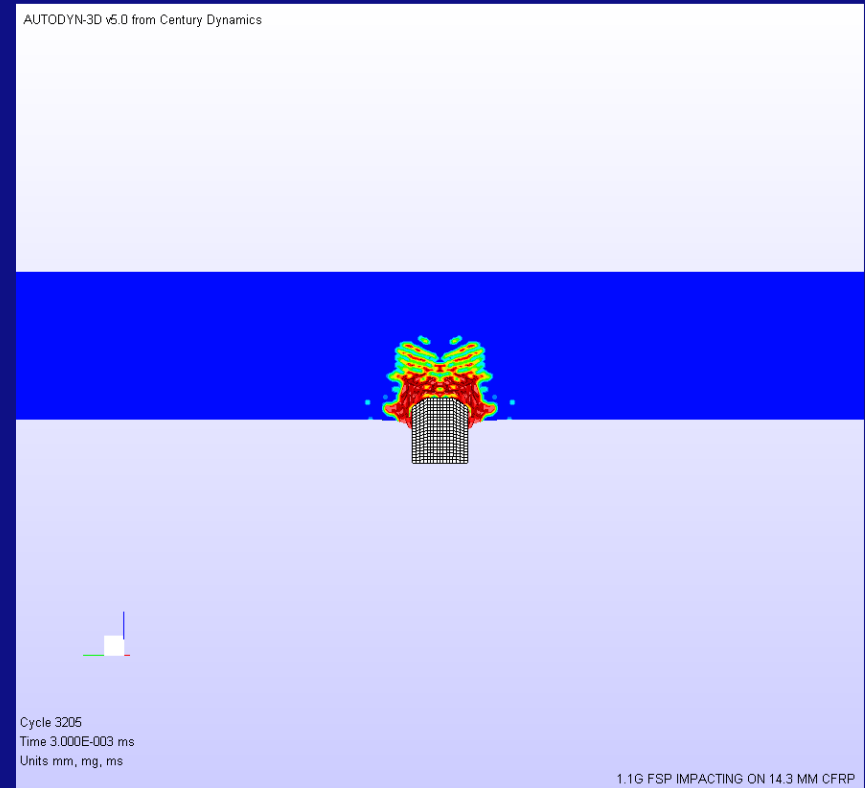 AUTODYN-3D v5.0 from Century Dynamics
Cycle 3205
Time 3.000E-003 ms
Units mm, mg, ms
1.1G FSP IMPACTING ON 14.3 MM CFRP